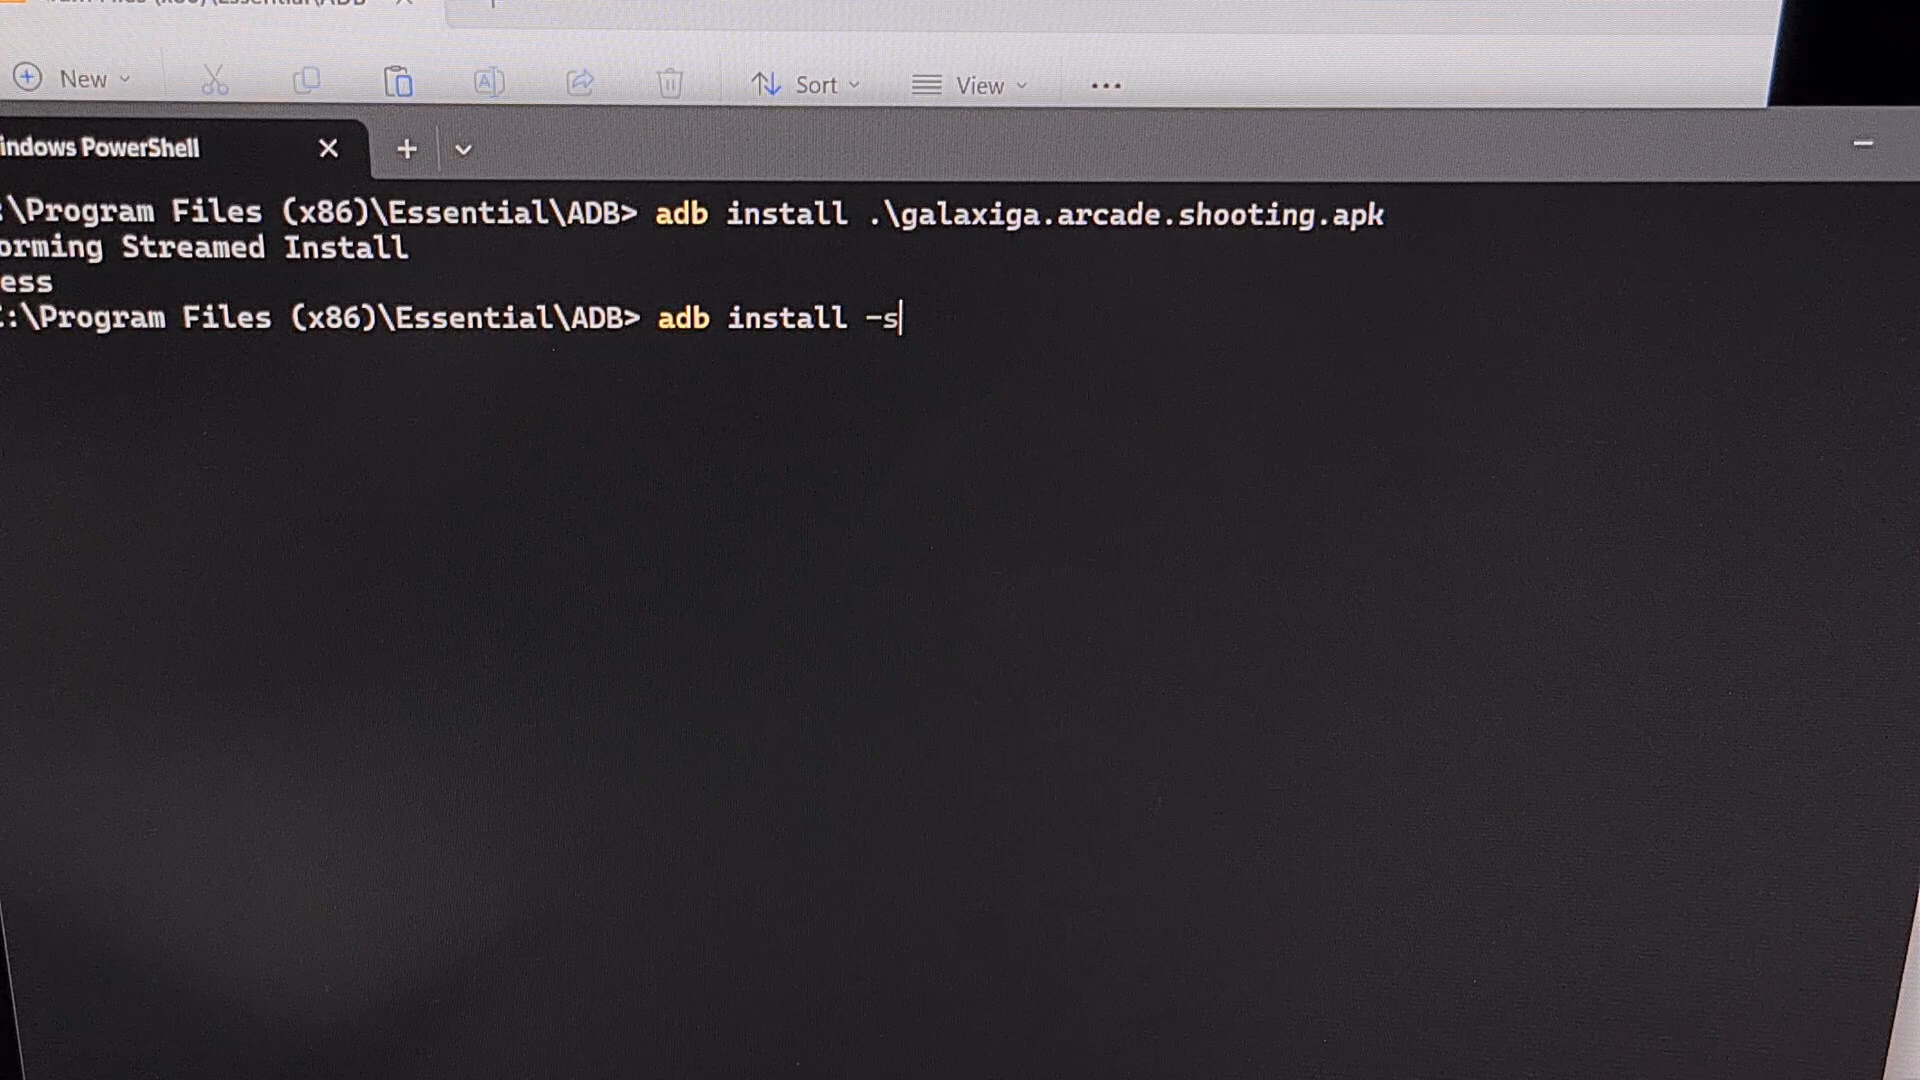 New
Sort
View
indows PowerShell
:\Program Files (x86)\Essential\ADB> adb install .\galaxiga.arcade.shooting.apk
orming Streamed Install
ess
:\Program Files (x86)\Essential\ADB> adb install -s